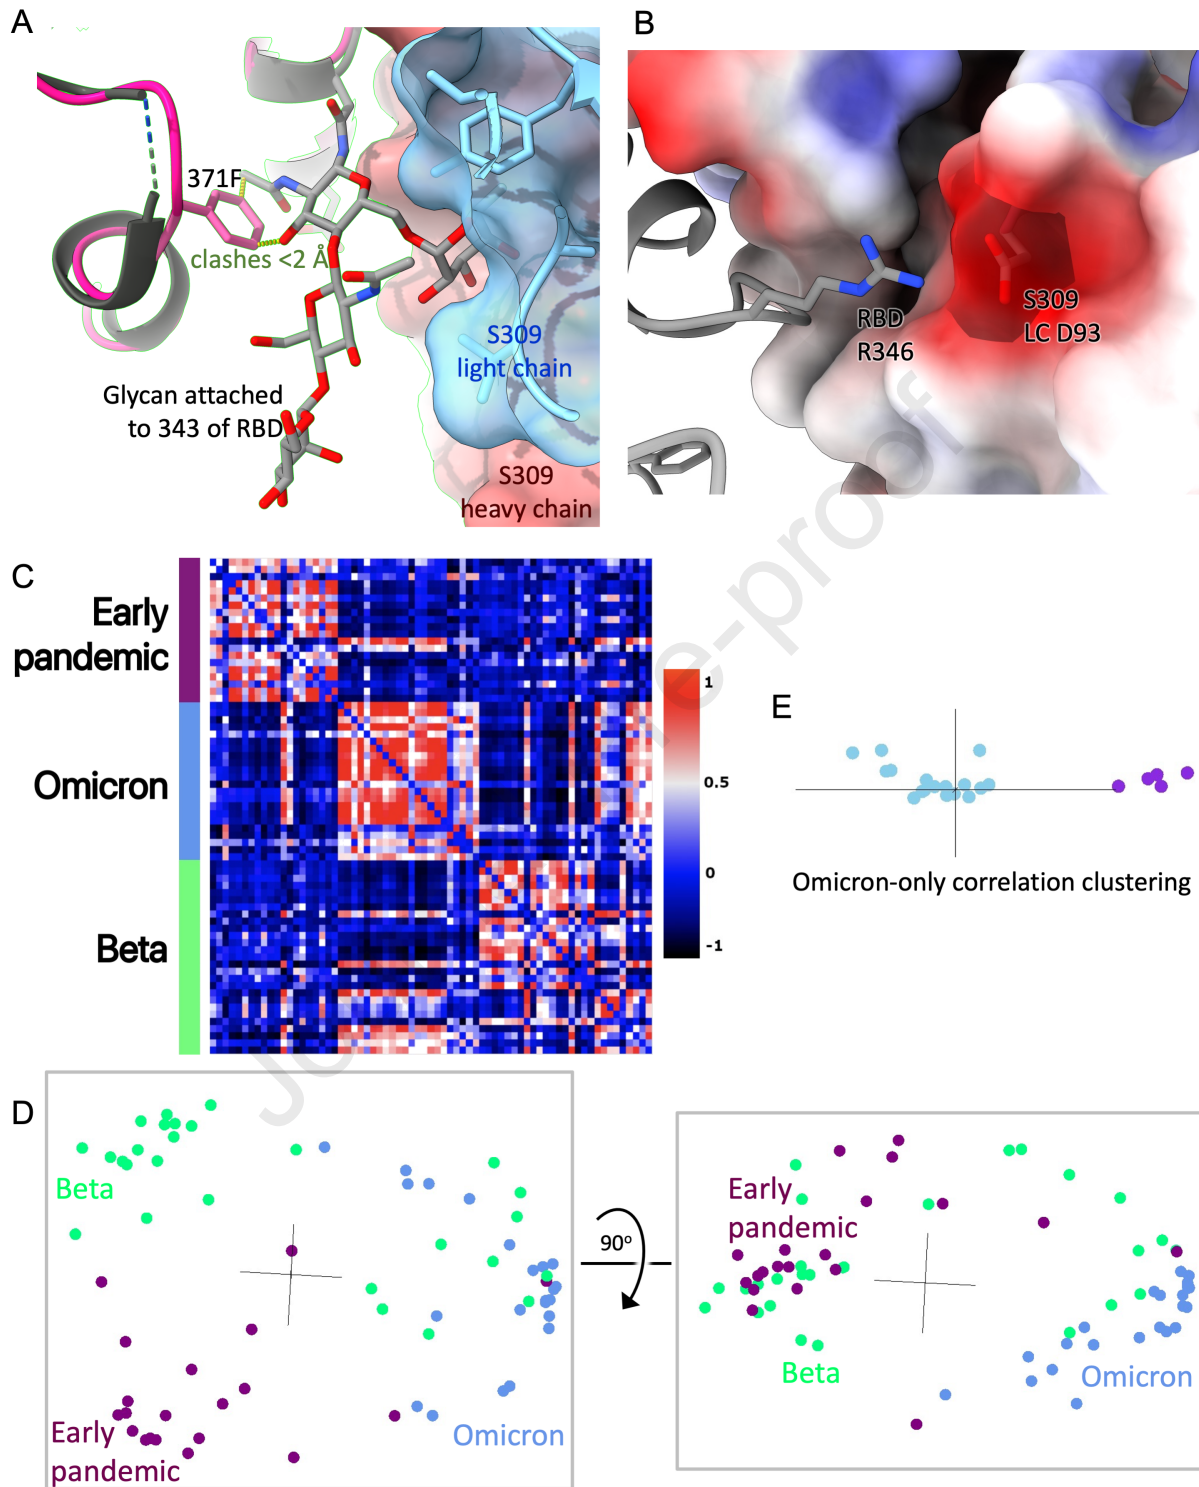 A
B
371F
clashes <2 Å
S309
light chain
Glycan attached
to 343 of RBD
S309
heavy chain
RBD
R346
S309
LC D93
C
Early
pandemic
Omicron
Beta
1
0.5
0
-1
E
Omicron-only correlation clustering
D
Beta
Early
pandemic
Omicron
90°
Early
pandemic
Beta
Omicron